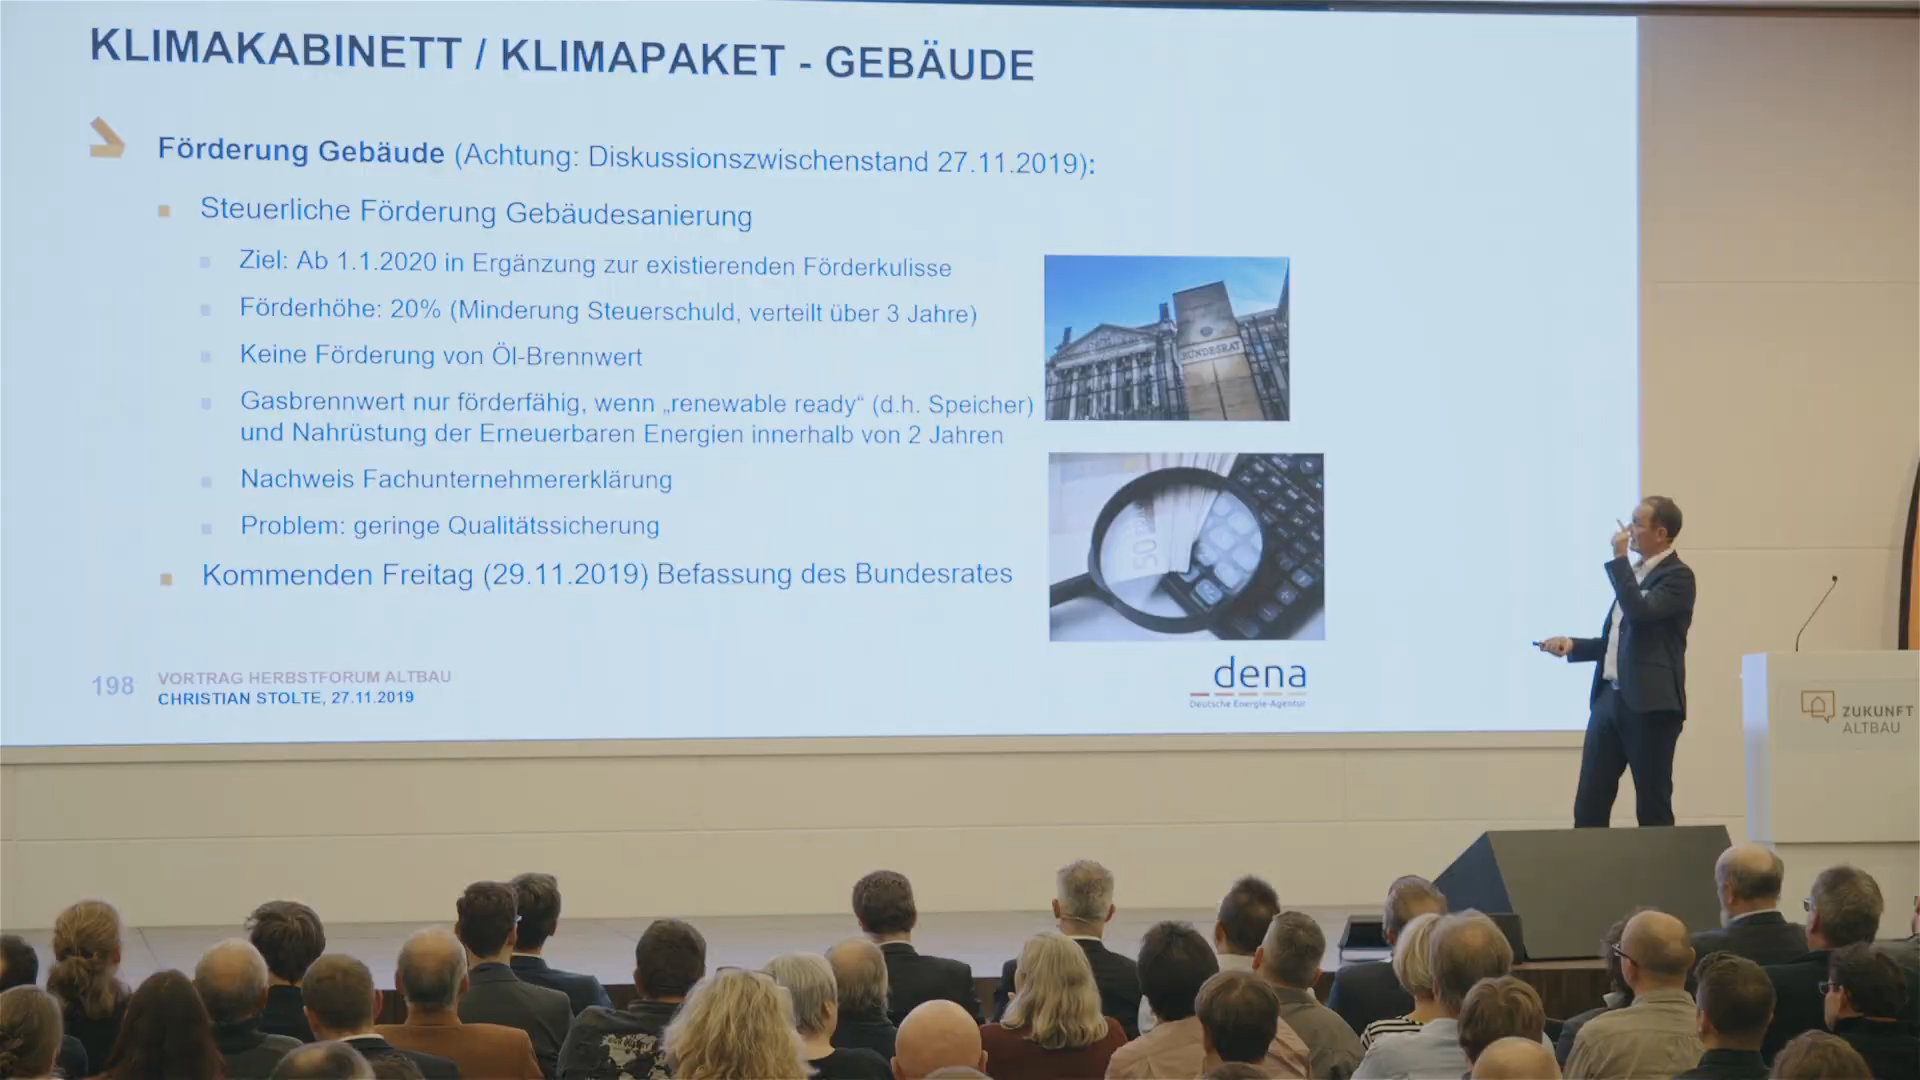 KLIMAKABINETT / KLIMAPAKET - GEBÄUDE
Förderung Gebäude (Achtung: Diskussionszwischenstand 27.11.2019):
Steuerliche Förderung Gebäudesanierung
Ziel: Ab 1.1.2020 in Ergänzung zur existierenden Förderkulisse
Förderhöhe: 20% (Minderung Steuerschuld, verteilt über 3 Jahre)
Keine Förderung von Öl-Brennwert
Gasbrennwert nur förderfähig, wenn „renewable ready“ (d.h. Speicher)
und Nahrüstung der Erneuerbaren Energien innerhalb von 2 Jahren
Nachweis Fachunternehmererklärung
Problem: geringe Qualitätssicherung
Kommenden Freitag (29.11.2019) Befassung des Bundesrates
BUNDESRAT
50
198
VORTRAG HERBSTFORUM ALTBAU
CHRISTIAN STOLTE, 27.11.2019
dena
Deutsche Energie-Agentur
ZUKUNFT
ALTBAU